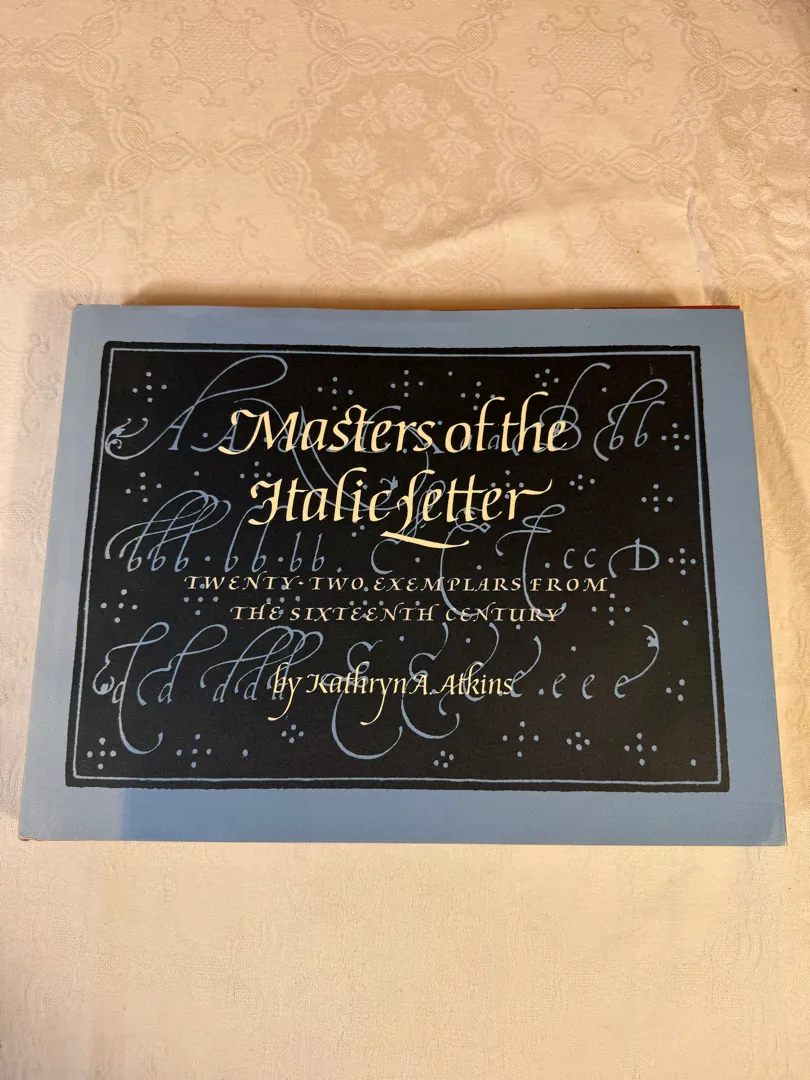 Masters of the
Italic Letter
TWENTY-TWO EXEMPLARS FROM
THE SIXTEENTH CENTURY
by Kathryn A. Atkins